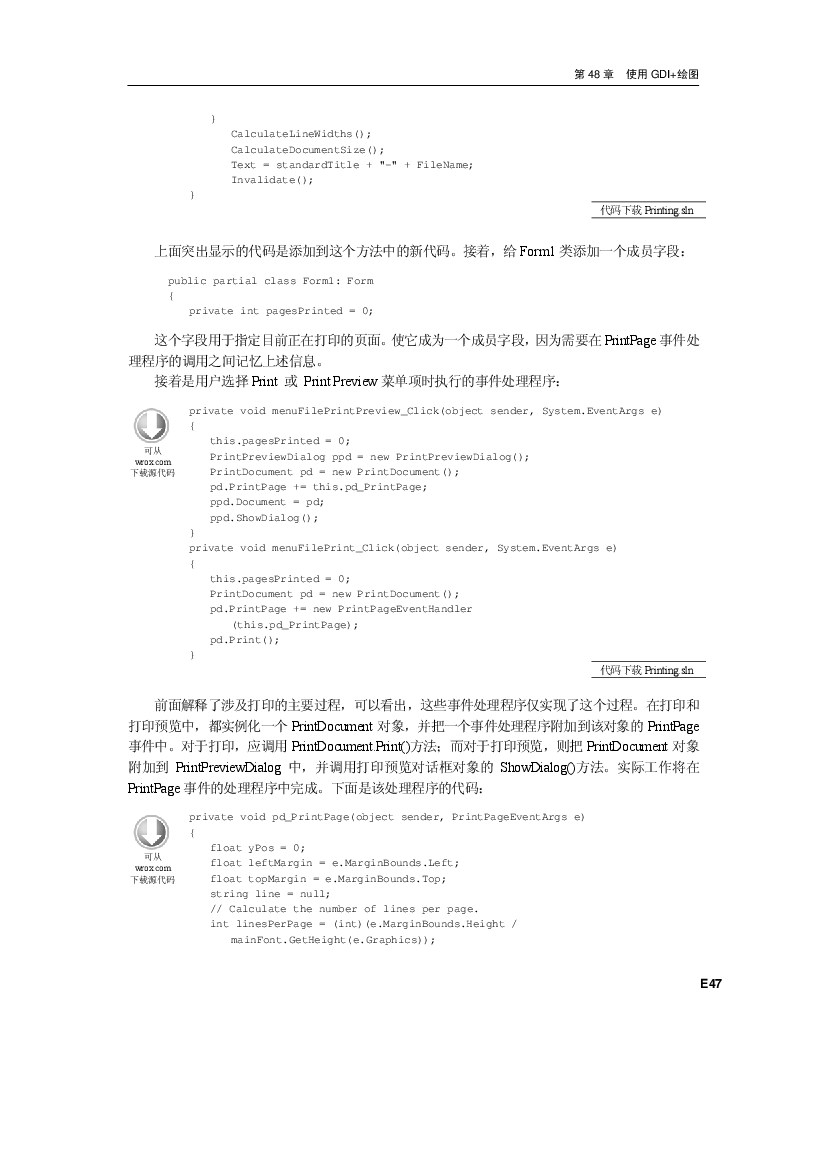 第 48 章 使用 GDI+绘图
}
CalculateLineWidths();
CalculateDocumentSize();
Text = standardTitle + "-" + FileName;
Invalidate();
}
代码下载 Printing.sln
上面突出显示的代码是添加到这个方法中的新代码。接着，给 Form1 类添加一个成员字段：
public partial class Form1: Form
{
private int pagesPrinted = 0;
这个字段用于指定目前正在打印的页面。使它成为一个成员字段，因为需要在 PrintPage 事件处
理程序的调用之间记忆上述信息。
接着是用户选择 Print 或 Print Preview 菜单项时执行的事件处理程序：
可从
wrox.com
下载源代码
private void menuFilePrintPreview_Click(object sender, System.EventArgs e)
{
this.pagesPrinted = 0;
PrintPreviewDialog ppd = new PrintPreviewDialog();
PrintDocument pd = new PrintDocument();
pd.PrintPage += this.pd_PrintPage;
ppd.Document = pd;
ppd.ShowDialog();
}
private void menuFilePrint_Click(object sender, System.EventArgs e)
{
this.pagesPrinted = 0;
PrintDocument pd = new PrintDocument();
pd.PrintPage += new PrintPageEventHandler
(this.pd_PrintPage);
pd.Print();
}
代码下载 Printing.sln
前面解释了涉及打印的主要过程，可以看出，这些事件处理程序仅实现了这个过程。在打印和
打印预览中，都实例化一个 PrintDocument 对象，并把一个事件处理程序附加到该对象的 PrintPage
事件中。对于打印，应调用 PrintDocument.Print()方法；而对于打印预览，则把 PrintDocument 对象
附加到 PrintPreviewDialog 中，并调用打印预览对话框对象的 ShowDialog()方法。实际工作将在
PrintPage 事件的处理程序中完成。下面是该处理程序的代码：
可从
wrox.com
下载源代码
private void pd_PrintPage(object sender, PrintPageEventArgs e)
{
float yPos = 0;
float leftMargin = e.MarginBounds.Left;
float topMargin = e.MarginBounds.Top;
string line = null;
// Calculate the number of lines per page.
int linesPerPage = (int)(e.MarginBounds.Height /
mainFont.GetHeight(e.Graphics));
E47